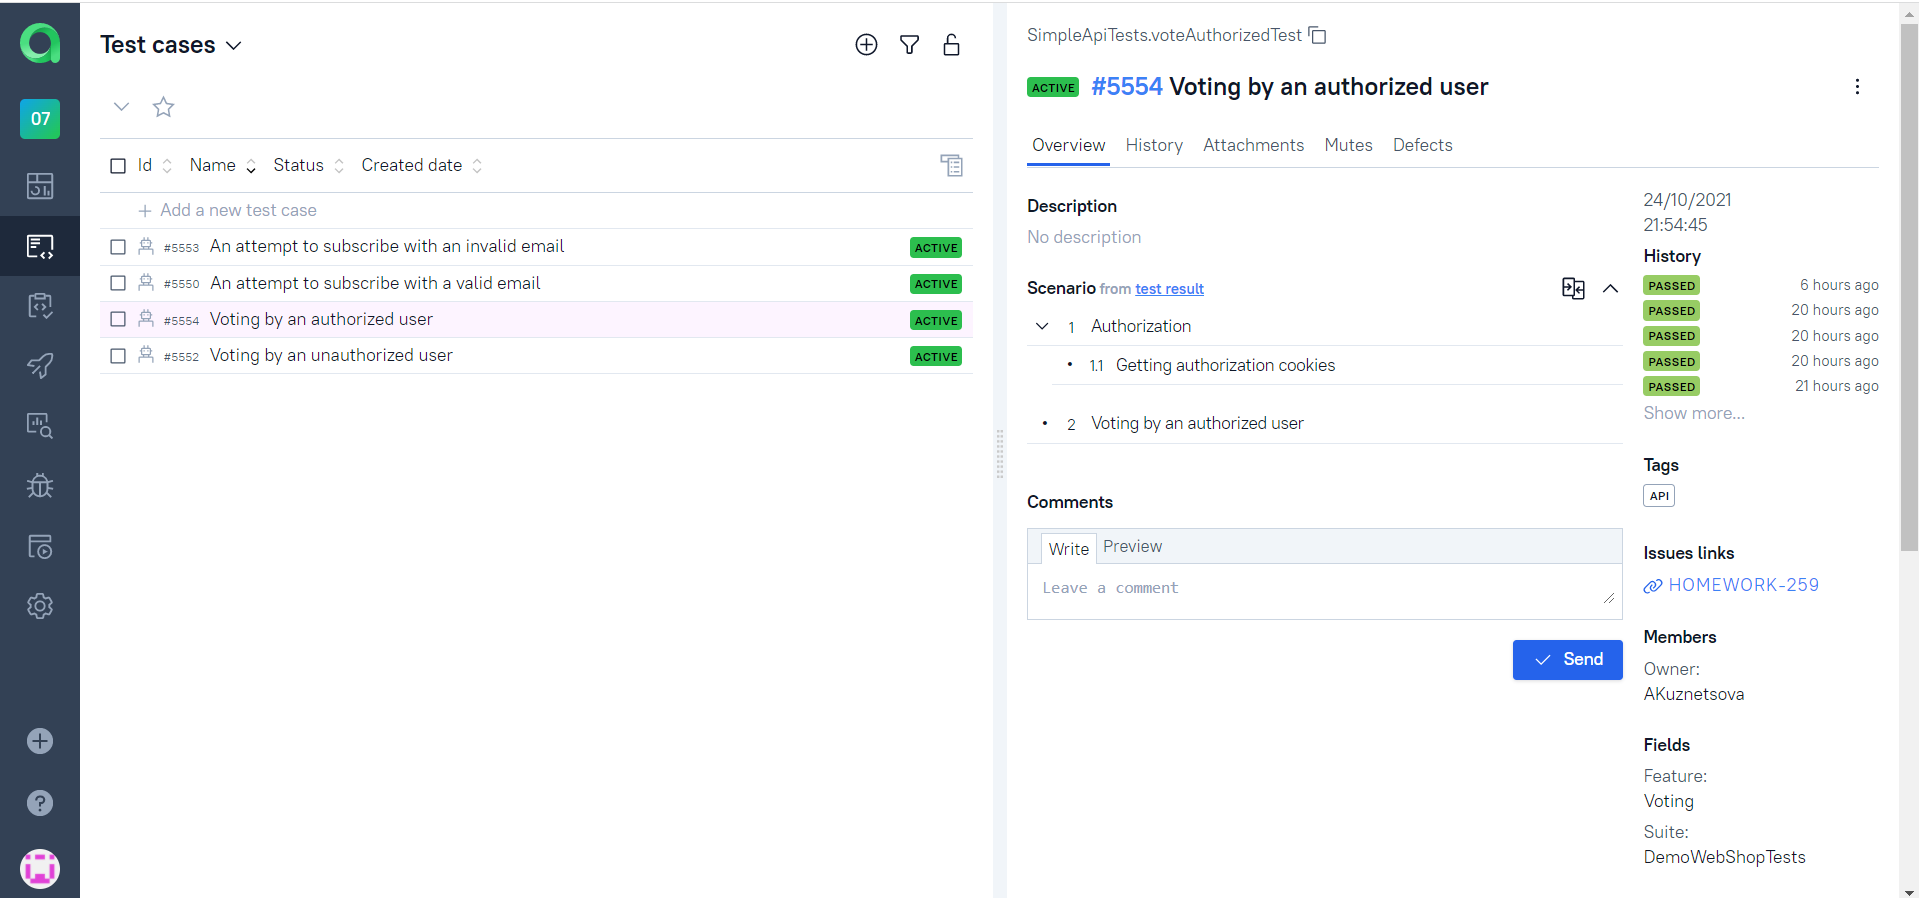 07
Test cases
Id Name Status Created date
Add a new test case
#5553 An attempt to subscribe with an invalid email ACTIVE
#5550 An attempt to subscribe with a valid email ACTIVE
#5554 Voting by an authorized user ACTIVE
#5552 Voting by an unauthorized user ACTIVE
SimpleApiTests.voteAuthorizedTest
ACTIVE #5554 Voting by an authorized user
Overview History Attachments Mutes Defects
Description
No description
Scenario from test result
1 Authorization
1.1 Getting authorization cookies
2 Voting by an authorized user
Comments
Write Preview
Leave a comment
Send
24/10/2021
21:54:45
History
PASSED 6 hours ago
PASSED 20 hours ago
PASSED 20 hours ago
PASSED 20 hours ago
PASSED 21 hours ago
Show more...
Tags
API
Issues links
HOMEWORK-259
Members
Owner:
AKuznetsova
Fields
Feature:
Voting
Suite:
DemoWebShopTests